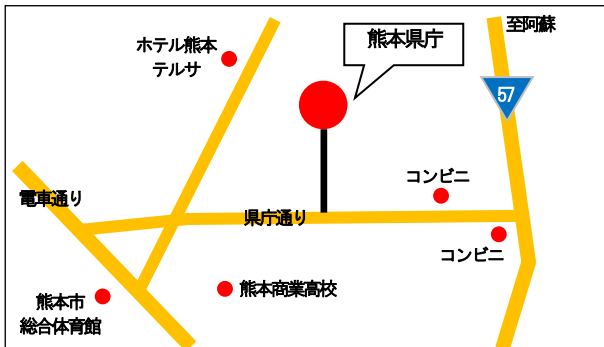 至阿蘇
熊本県庁
ホテル熊本
テルサ
57
コンビニ
電車通り
県庁通り
コンビニ
熊本商業高校
熊本市
総合体育館